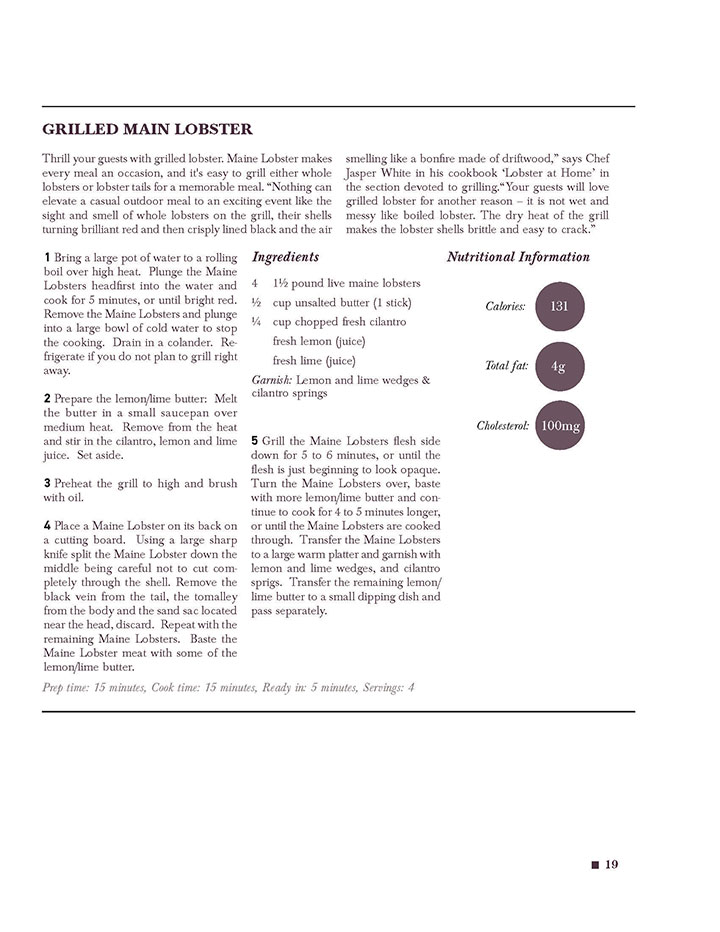 GRILLED MAIN LOBSTER
Thrill your guests with grilled lobster. Maine Lobster makes
every meal an occasion, and it's easy to grill either whole
lobsters or lobster tails for a memorable meal. “Nothing can
elevate a casual outdoor meal to an exciting event like the
sight and smell of whole lobsters on the grill, their shells
turning brilliant red and then crisply lined black and the air
smelling like a bonfire made of driftwood,” says Chef
Jasper White in his cookbook ‘Lobster at Home’ in
the section devoted to grilling.“Your guests will love
grilled lobster for another reason – it is not wet and
messy like boiled lobster. The dry heat of the grill
makes the lobster shells brittle and easy to crack.”
1 Bring a large pot of water to a rolling
boil over high heat. Plunge the Maine
Lobsters headfirst into the water and
cook for 5 minutes, or until bright red.
Remove the Maine Lobsters and plunge
into a large bowl of cold water to stop
the cooking. Drain in a colander. Re-
frigerate if you do not plan to grill right
away.
2 Prepare the lemon/lime butter: Melt
the butter in a small saucepan over
medium heat. Remove from the heat
and stir in the cilantro, lemon and lime
juice. Set aside.
3 Preheat the grill to high and brush
with oil.
4 Place a Maine Lobster on its back on
a cutting board. Using a large sharp
knife split the Maine Lobster down the
middle being careful not to cut com-
pletely through the shell. Remove the
black vein from the tail, the tomalley
from the body and the sand sac located
near the head, discard. Repeat with the
remaining Maine Lobsters. Baste the
Maine Lobster meat with some of the
lemon/lime butter.
Ingredients
4 1½ pound live maine lobsters
½ cup unsalted butter (1 stick)
¼ cup chopped fresh cilantro
fresh lemon (juice)
fresh lime (juice)
Garnish: Lemon and lime wedges &
cilantro springs
5 Grill the Maine Lobsters flesh side
down for 5 to 6 minutes, or until the
flesh is just beginning to look opaque.
Turn the Maine Lobsters over, baste
with more lemon/lime butter and con-
tinue to cook for 4 to 5 minutes longer,
or until the Maine Lobsters are cooked
through. Transfer the Maine Lobsters
to a large warm platter and garnish with
lemon and lime wedges, and cilantro
sprigs. Transfer the remaining lemon/
lime butter to a small dipping dish and
pass separately.
Nutritional Information
Calories: 131
Total fat: 4g
Cholesterol: 100mg
Prep time: 15 minutes, Cook time: 15 minutes, Ready in: 5 minutes, Servings: 4
19